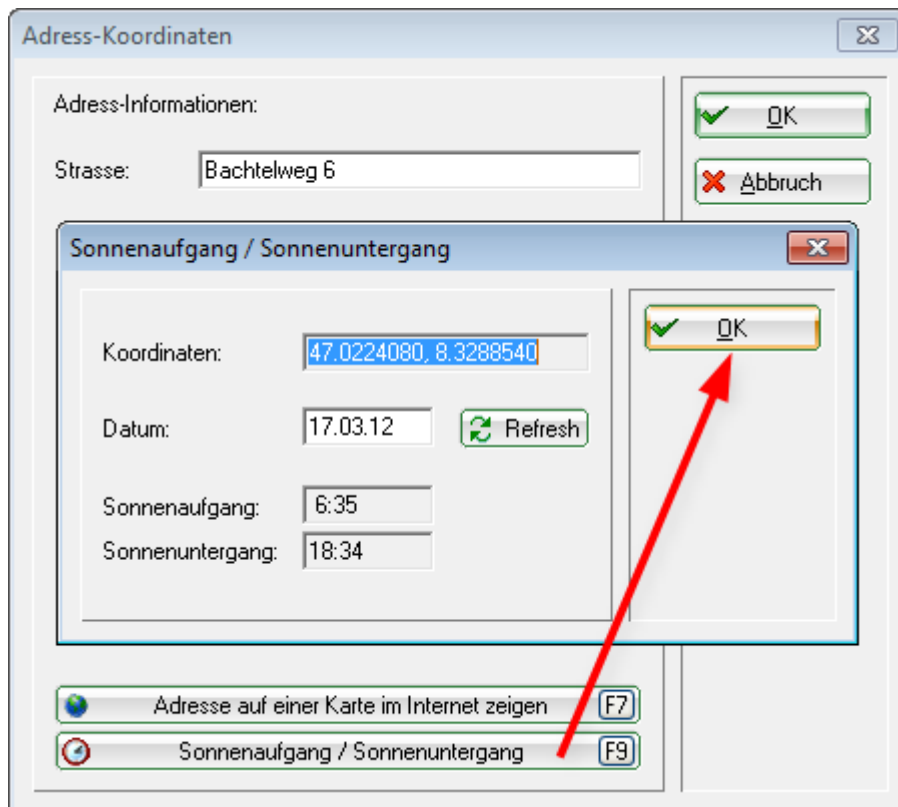 Adress-Koordinaten
Adress-Informationen:
OK
Strasse: Bachtelweg 6
Abbruch
Sonnenaufgang / Sonnenuntergang
OK
Koordinaten: 47.0224080, 8.3288540
Datum: 17.03.12 Refresh
Sonnenaufgang: 6:35
Sonnenuntergang: 18:34
Adresse auf einer Karte im Internet zeigen F7
Sonnenaufgang / Sonnenuntergang F9